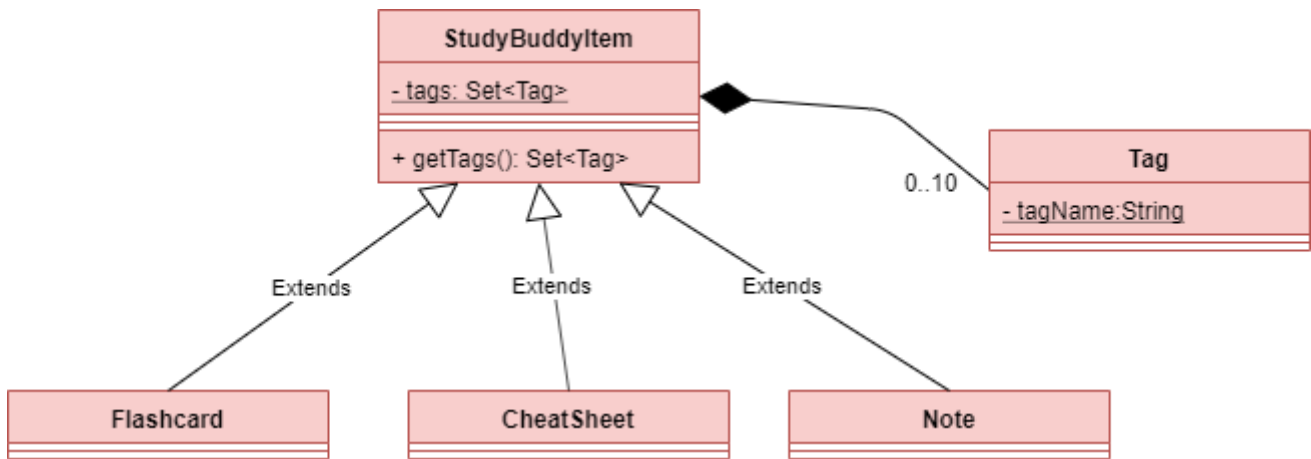 StudyBuddyItem
- tags: Set<Tag>
+ getTags(): Set<Tag>
Tag
0..10
- tagName:String
Extends
Extends
Extends
Flashcard
CheatSheet
Note